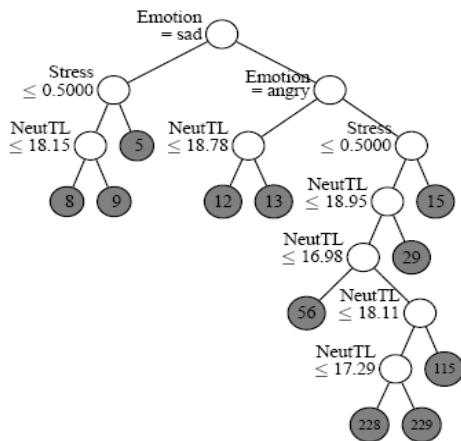 Emotion
= sad
Stress
≤ 0.5000
Emotion
= angry
NeutTL
≤ 18.15
5
NeutTL
≤ 18.78
Stress
≤ 0.5000
8
9
12
13
NeutTL
≤ 18.95
15
NeutTL
≤ 16.98
29
56
NeutTL
≤ 18.11
NeutTL
≤ 17.29
115
228
229